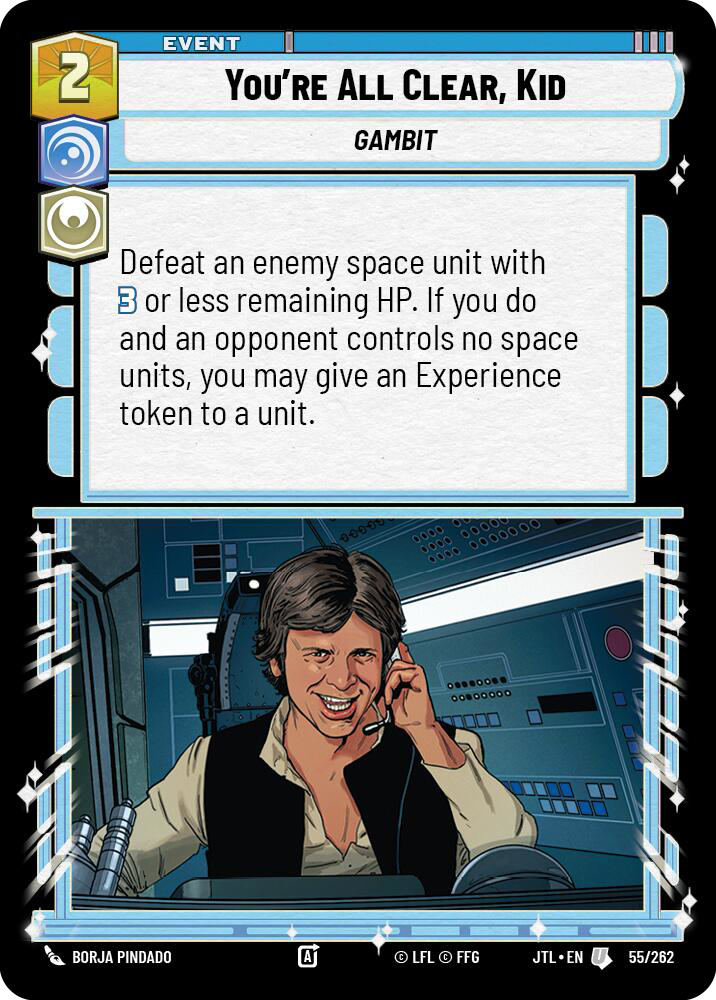 EVENT
2
YOU'RE ALL CLEAR, KID
GAMBIT
Defeat an enemy space unit with
3 or less remaining HP. If you do
and an opponent controls no space
units, you may give an Experience
token to a unit.
BORJA PINDADO
A
© LFL © FFG
JTL • EN
U
55/262